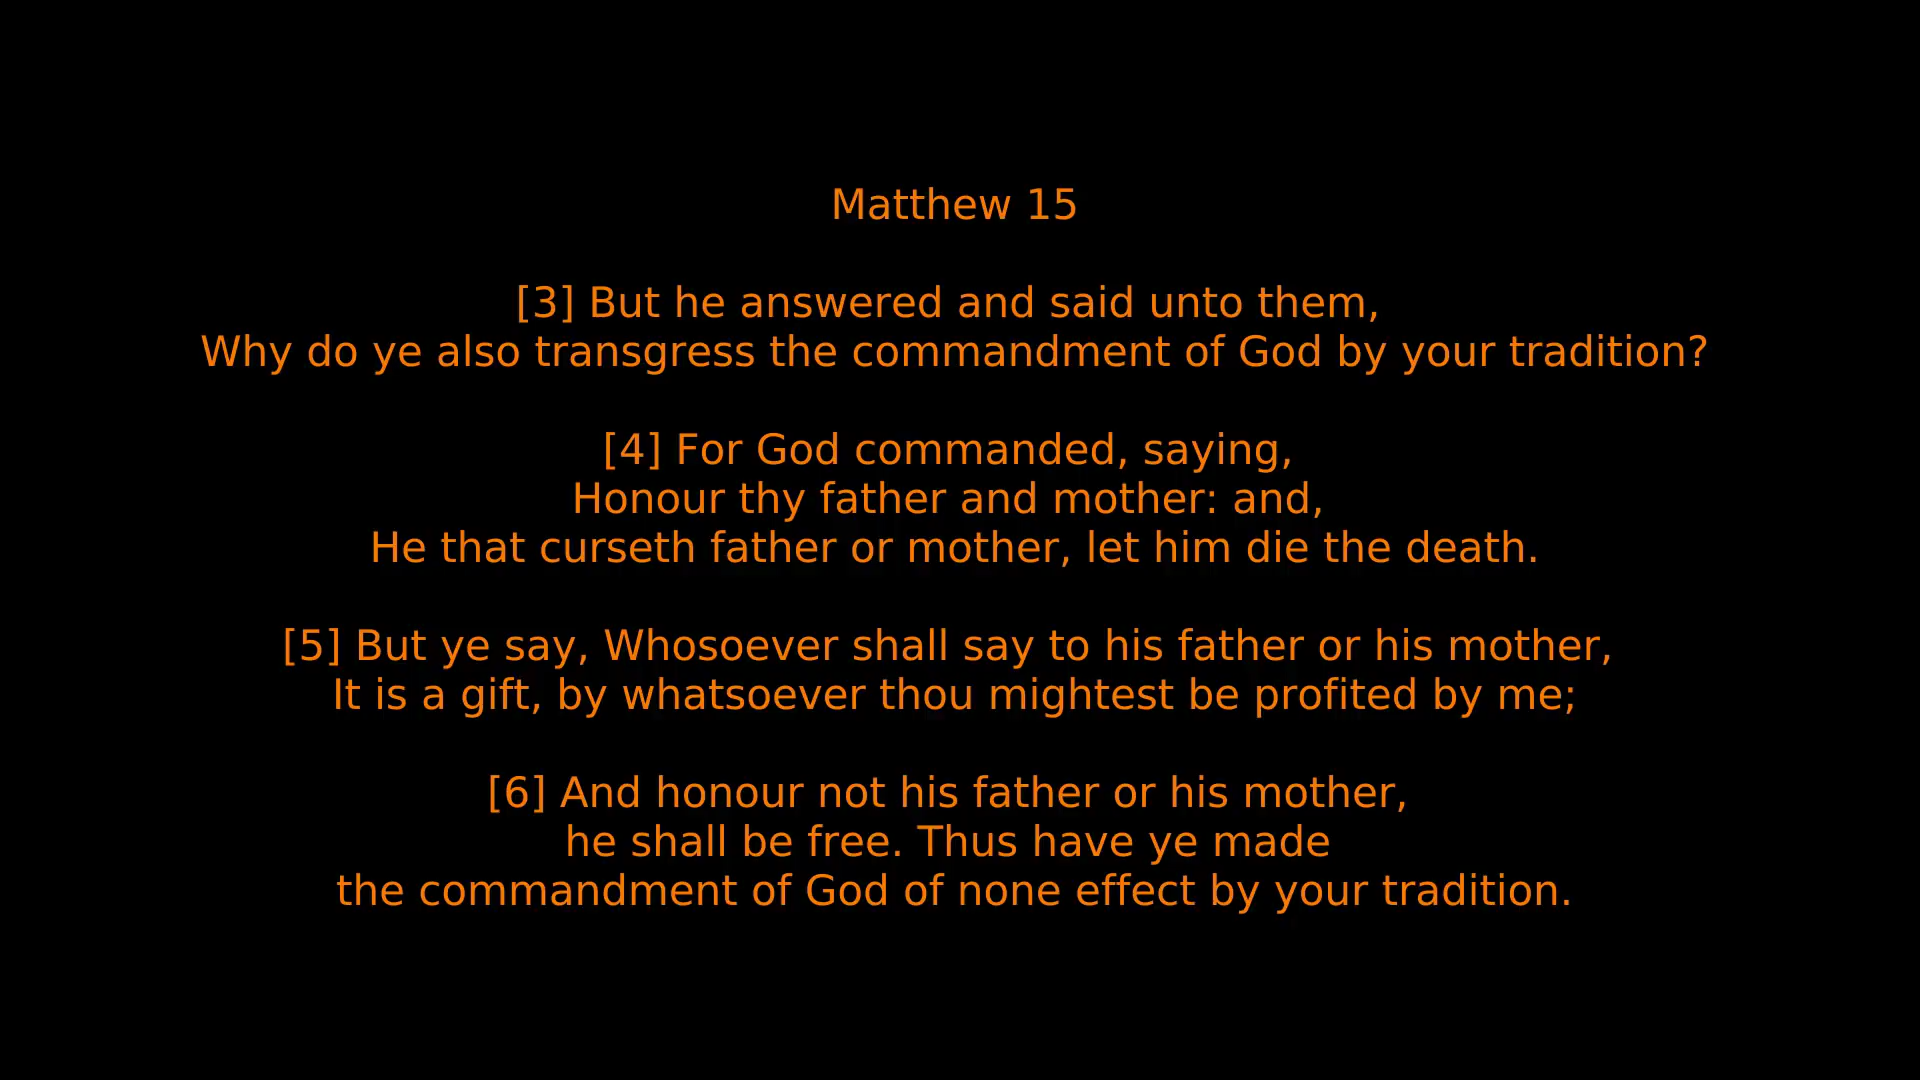 Matthew 15
[3] But he answered and said unto them,
Why do ye also transgress the commandment of God by your tradition?
[4] For God commanded, saying,
Honour thy father and mother: and,
He that curseth father or mother, let him die the death.
[5] But ye say, Whosoever shall say to his father or his mother,
It is a gift, by whatsoever thou mightest be profited by me;
[6] And honour not his father or his mother,
he shall be free. Thus have ye made
the commandment of God of none effect by your tradition.